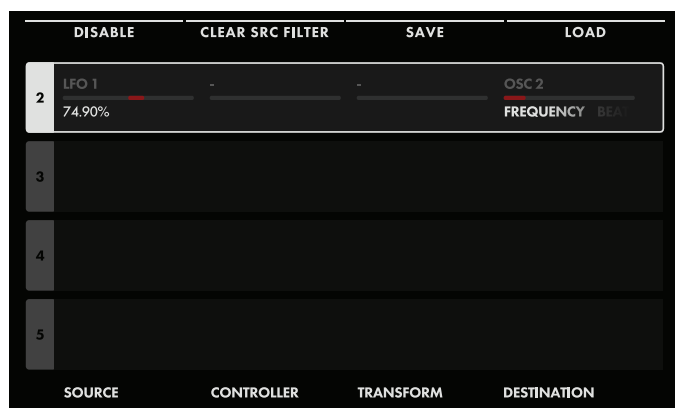 DISABLE CLEAR SRC FILTER SAVE LOAD
2 LFO 1 - - OSC 2
74.90% FREQUENCY BEAT
3
4
5
SOURCE CONTROLLER TRANSFORM DESTINATION